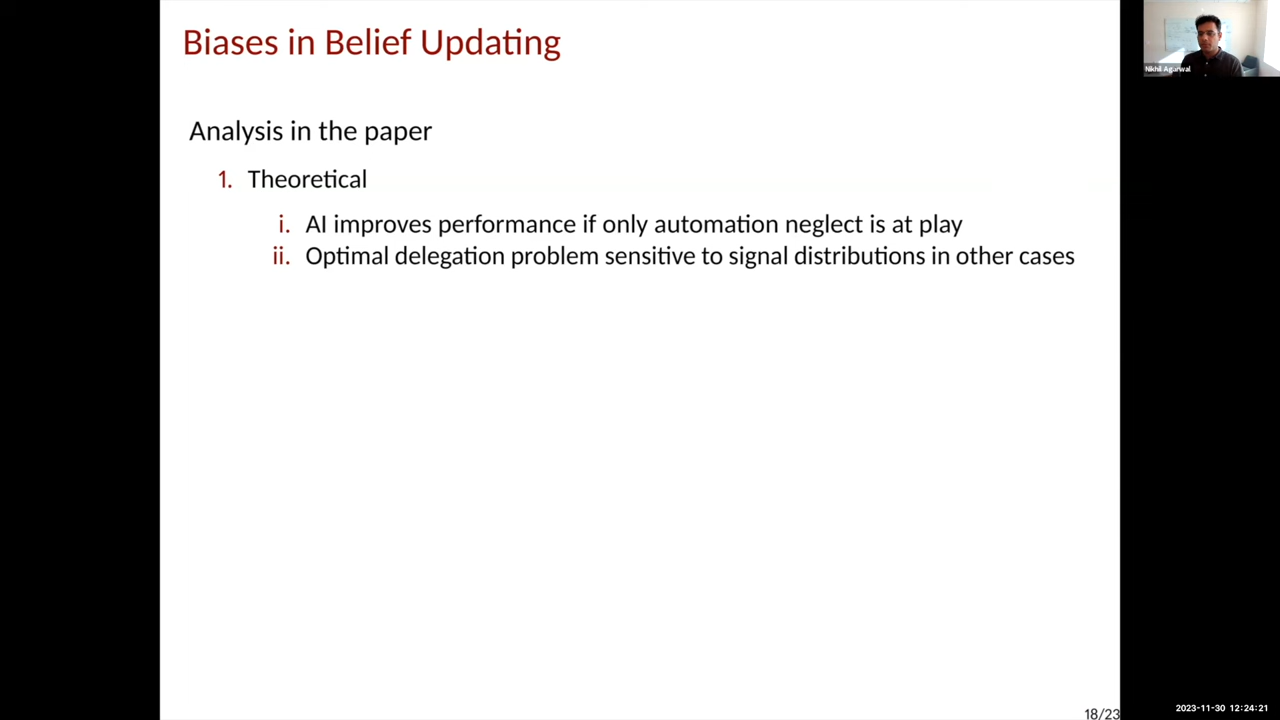 Biases in Belief Updating
Nikhil Agarwal
Analysis in the paper
1. Theoretical
i. AI improves performance if only automation neglect is at play
ii. Optimal delegation problem sensitive to signal distributions in other cases
18/23
2023-11-30 12:24:21